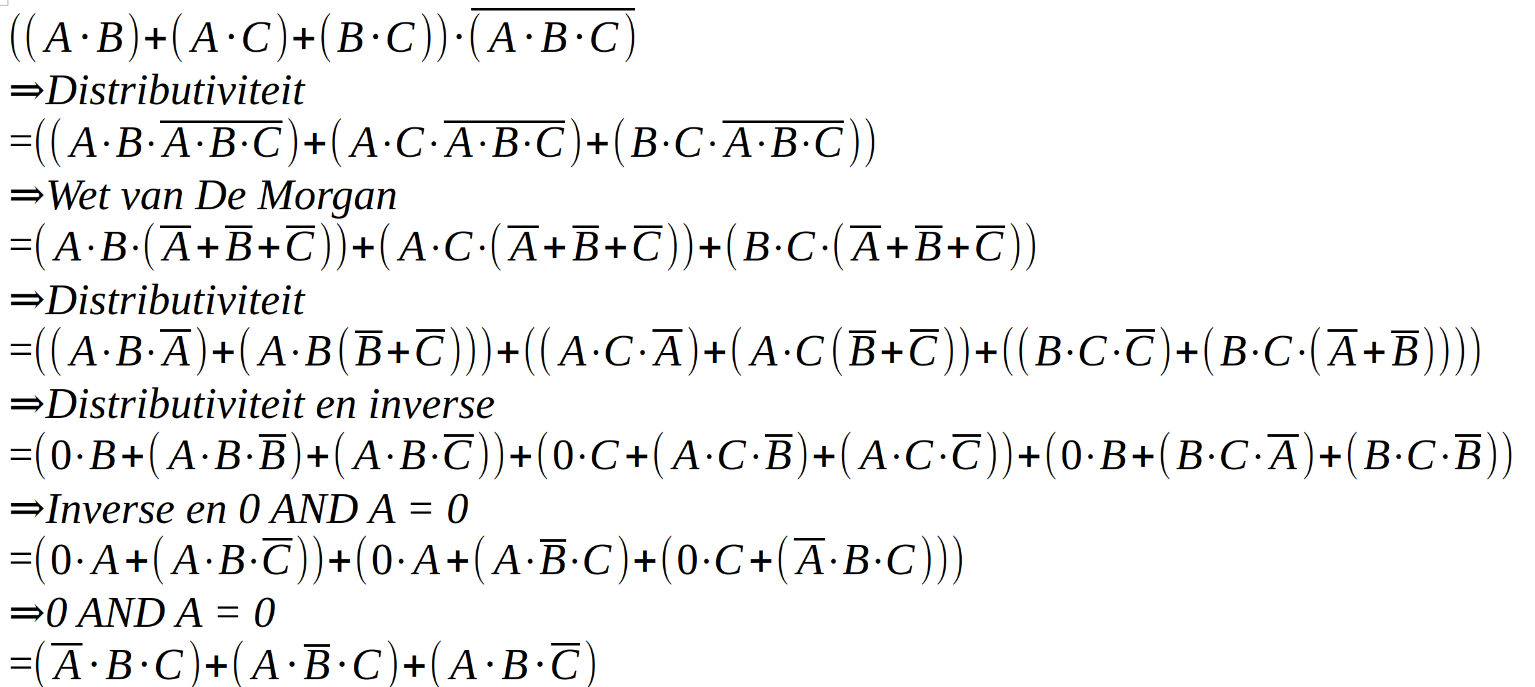 ((A·B)+(A·C)+(B·C))·(A̅·B̅·C̅)
⇒Distributiviteit
=((A·B·A̅·̅B̅·̅C̅)+(A·C·A̅·̅B̅·̅C̅)+(B·C·A̅·̅B̅·̅C̅))
⇒Wet van De Morgan
=(A·B·(A̅+B̅+C̅))+(A·C·(A̅+B̅+C̅))+(B·C·(A̅+B̅+C̅))
⇒Distributiviteit
=((A·B·A̅)+(A·B(B̅+C̅)))+((A·C·A̅)+(A·C(B̅+C̅))+((B·C·C̅)+(B·C·(A̅+B̅))))
⇒Distributiviteit en inverse
=(0·B+(A·B·B̅)+(A·B·C̅))+(0·C+(A·C·B̅)+(A·C·C̅))+(0·B+(B·C·A̅)+(B·C·B̅))
⇒Inverse en 0 AND A = 0
=(0·A+(A·B·C̅))+(0·A+(A·B̅·C)+(0·C+(A̅·B·C)))
⇒0 AND A = 0
=(A̅·B·C)+(A·B̅·C)+(A·B·C̅)